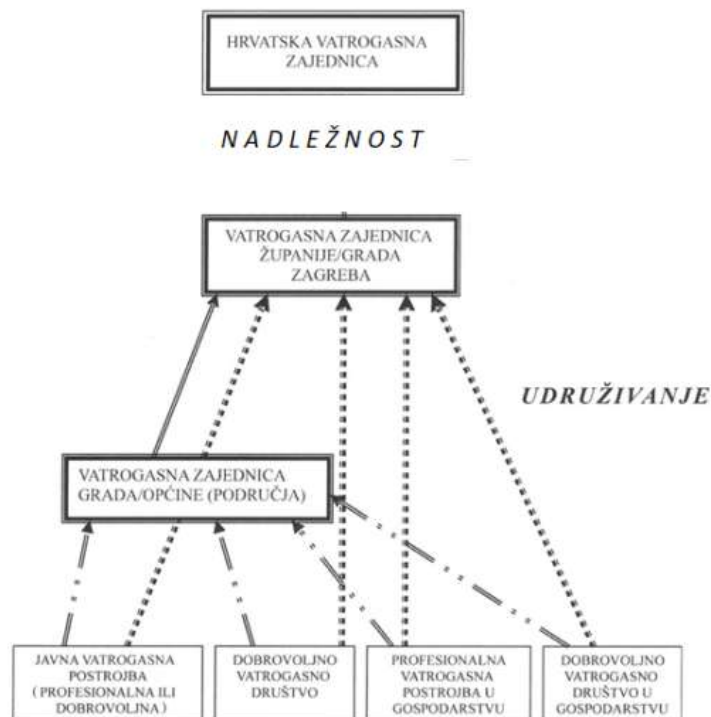 HRVATSKA VATROGASNA
ZAJEDNICA
NADLEŽNOST
VATROGASNA ZAJEDNICA
ŽUPANIJE/GRADA
ZAGREBA
UDRUŽIVANJE
VATROGASNA ZAJEDNICA
GRADA/OPĆINE (PODRUČJA)
JAVNA VATROGASNA
POSTROJBA
( PROFESIONALNA ILI
DOBROVOLJNA )
DOBROVOLJNO
VATROGASNO
DRUŠTVO
PROFESIONALNA
VATROGASNA
POSTROJBA U
GOSPODARSTVU
DOBROVOLJNO
VATROGASNO
DRUŠTVO U
GOSPODARSTVU